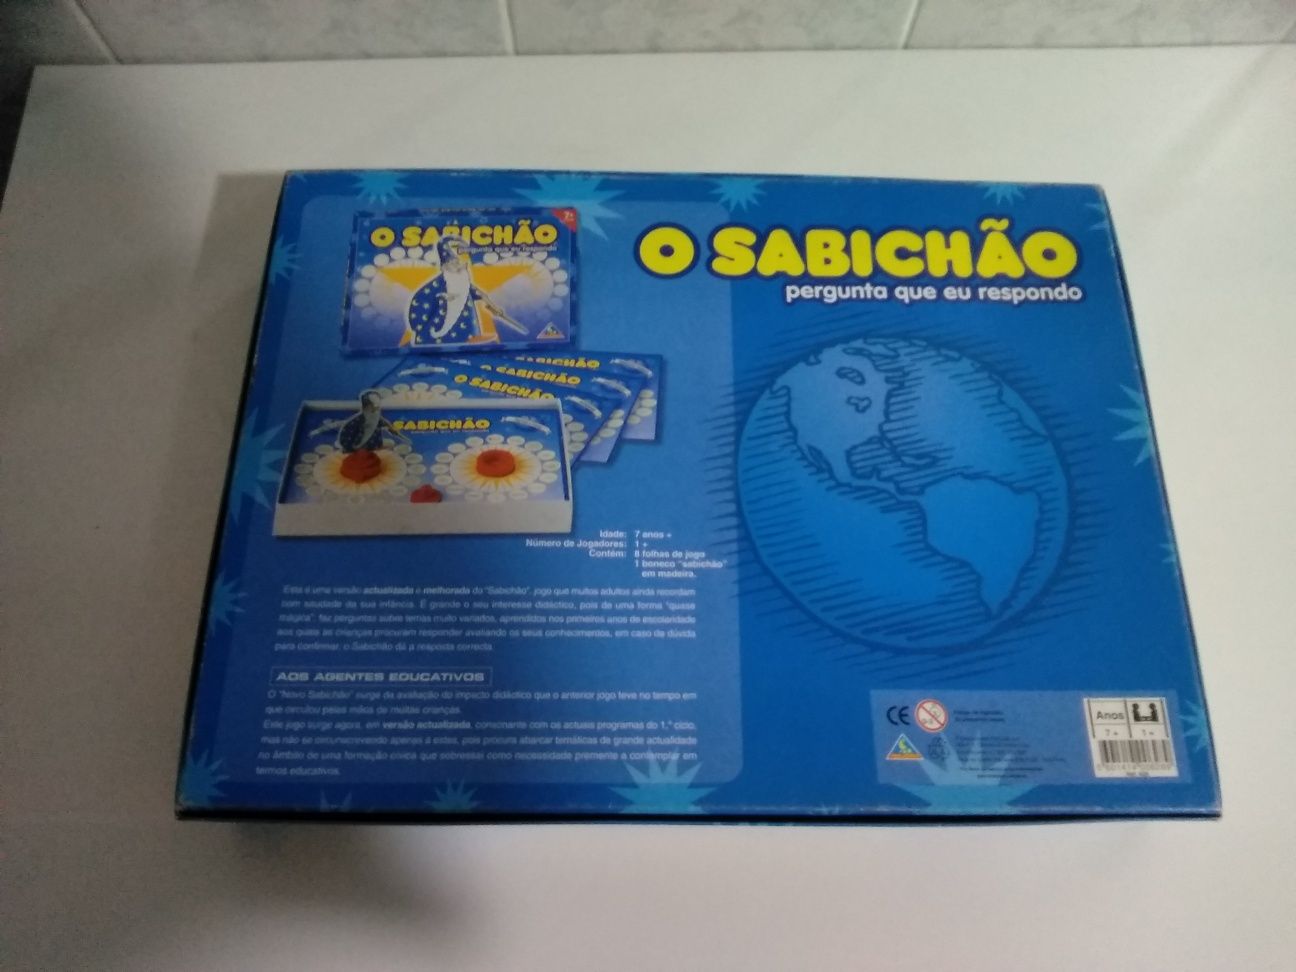 O SABICHÃO
pergunta que eu respondo
7+
O SABICHÃO
pergunta que eu respondo
SABICHÃO
O SABICHÃO
O SABICHÃO
SABICHÃO
pergunta que eu respondo
Idade: 7 anos +
Número de Jogadores: 1 +
Contém: 8 folhas de jogo
1 boneco "sabichão"
em madeira.
Esta é uma versão actualizada e melhorada do "Sabichão", jogo que muitos adultos ainda recordam
com saudade da sua infância. É grande o seu interesse didáctico, pois de uma forma "quase
mágica", faz perguntas sobre temas muito variados, aprendidos nos primeiros anos de escolaridade
aos quais as crianças procuram responder avaliando os seus conhecimentos, em caso de dúvida
para confirmar, o Sabichão dá a resposta correcta.
AOS AGENTES EDUCATIVOS
O "Novo Sabichão" surge da avaliação do impacto didáctico que o anterior jogo teve no tempo em
que circulou pelas mãos de muitas crianças.
Este jogo surge agora, em versão actualizada, consonante com os actuais programas do 1.º ciclo,
mas não se circunscrevendo apenas a estes, pois procura abarcar temáticas de grande actualidade
no âmbito de uma formação cívica que sobressai como necessidade premente a contemplar em
termos educativos.
CE
0-3
Anos
7+ 1+